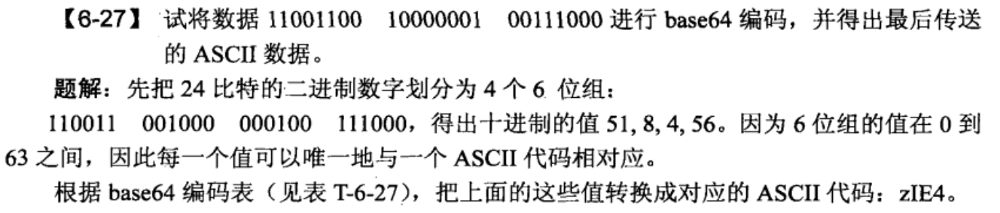 【6-27】 试将数据 11001100 10000001 00111000 进行 base64 编码，并得出最后传送
的 ASCII 数据。
题解：先把 24 比特的二进制数字划分为 4 个 6 位组：
110011 001000 000100 111000，得出十进制的值 51, 8, 4, 56。因为 6 位组的值在 0 到
63 之间，因此每一个值可以唯一地与一个 ASCII 代码相对应。
根据 base64 编码表（见表 T-6-27），把上面的这些值转换成对应的 ASCII 代码：zIE4。